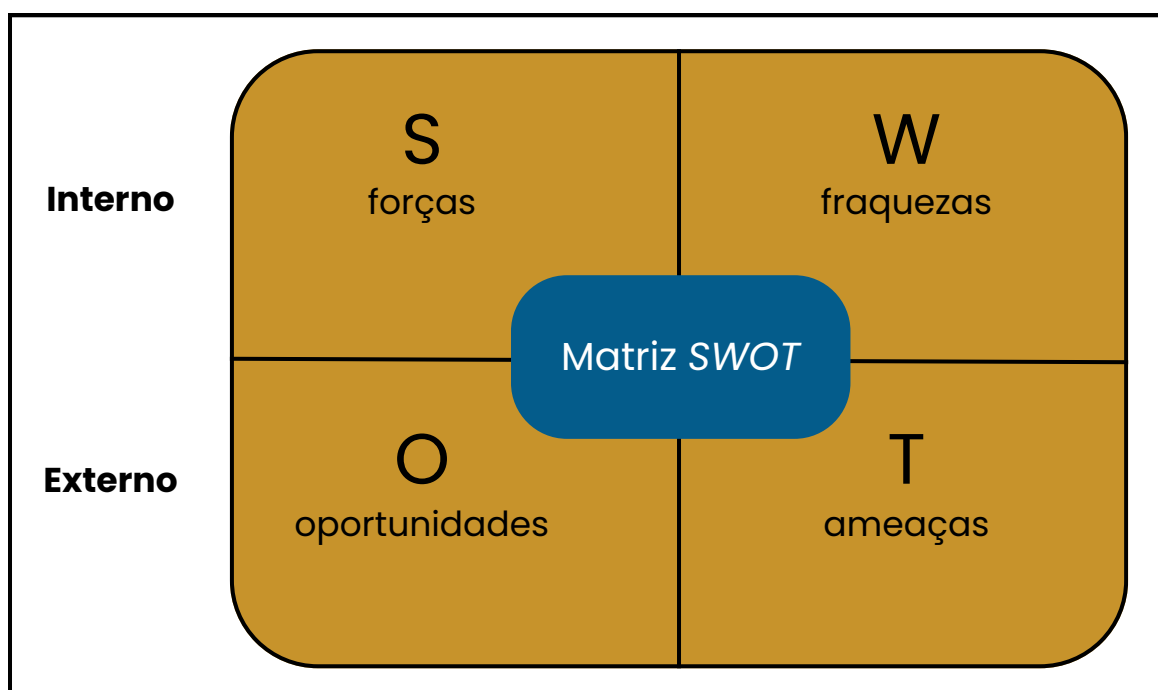 S
forças
W
fraquezas
Interno
Matriz SWOT
O
oportunidades
T
ameaças
Externo